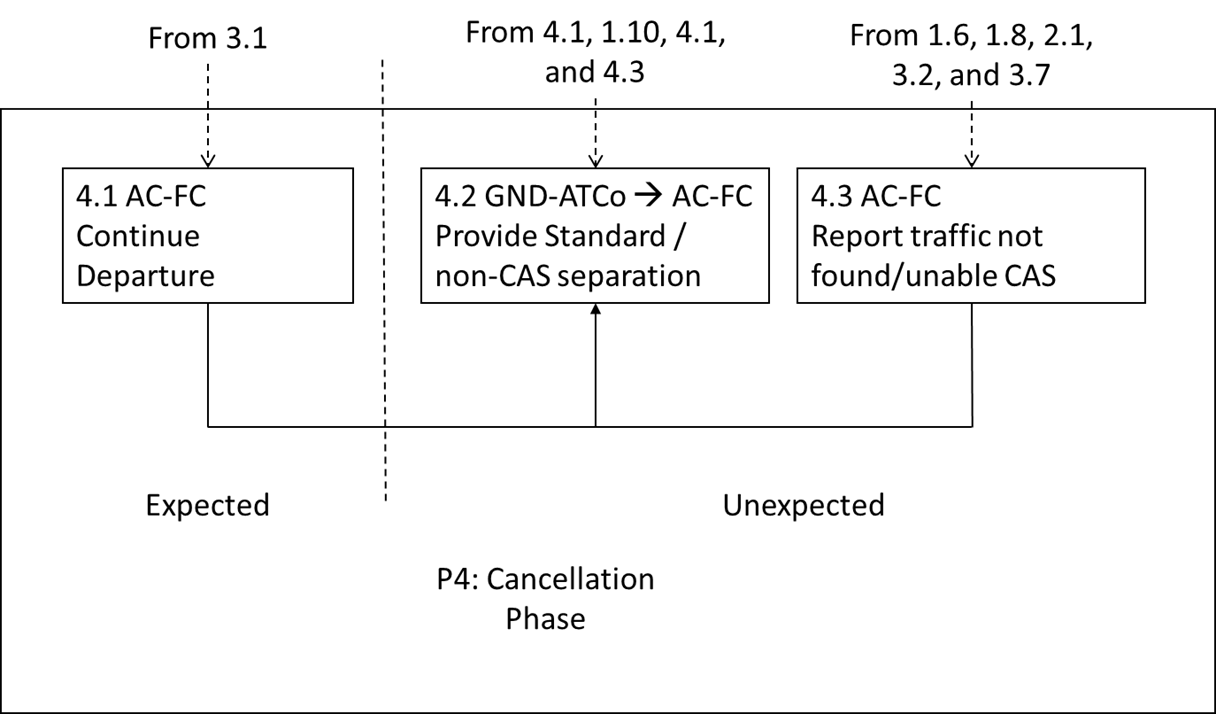 From 3.1
From 4.1, 1.10, 4.1,
and 4.3
From 1.6, 1.8, 2.1,
3.2, and 3.7
4.1 AC-FC
Continue
Departure
4.2 GND-ATCo → AC-FC
Provide Standard /
non-CAS separation
4.3 AC-FC
Report traffic not
found/unable CAS
Expected
Unexpected
P4: Cancellation
Phase